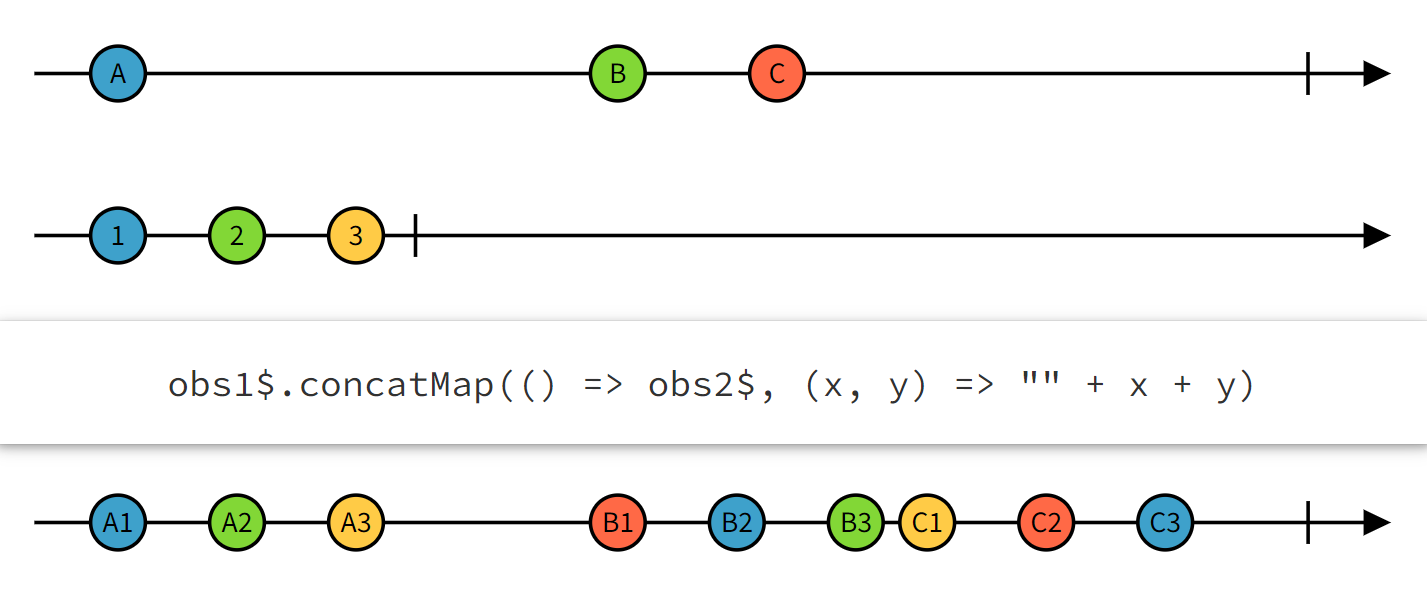 A B C
1 2 3
obs1$.concatMap(() => obs2$, (x, y) => "" + x + y)
A1 A2 A3 B1 B2 B3 C1 C2 C3